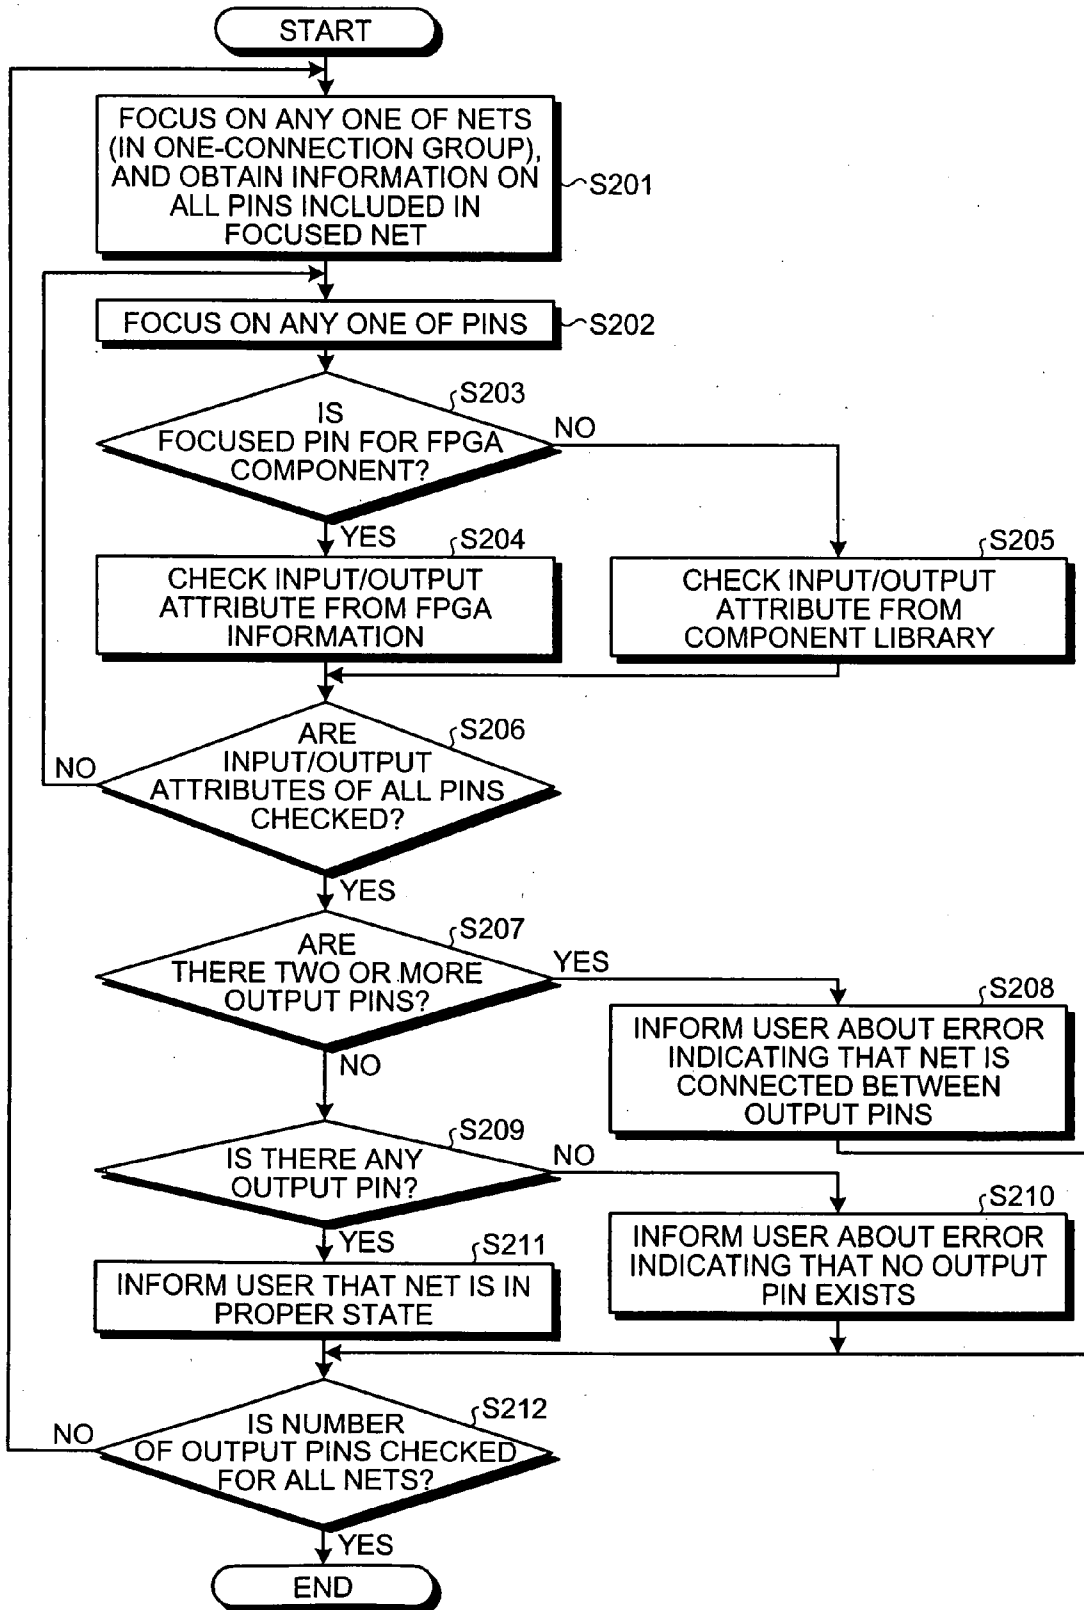 START
FOCUS ON ANY ONE OF NETS
(IN ONE-CONNECTION GROUP),
AND OBTAIN INFORMATION ON
ALL PINS INCLUDED IN
FOCUSED NET
S201
FOCUS ON ANY ONE OF PINS
S202
S203
IS
FOCUSED PIN FOR FPGA
COMPONENT?
NO
YES
S204
CHECK INPUT/OUTPUT
ATTRIBUTE FROM FPGA
INFORMATION
S205
CHECK INPUT/OUTPUT
ATTRIBUTE FROM
COMPONENT LIBRARY
S206
ARE
INPUT/OUTPUT
ATTRIBUTES OF ALL PINS
CHECKED?
NO
YES
S207
ARE
THERE TWO OR MORE
OUTPUT PINS?
YES
NO
S208
INFORM USER ABOUT ERROR
INDICATING THAT NET IS
CONNECTED BETWEEN
OUTPUT PINS
S209
IS THERE ANY
OUTPUT PIN?
NO
YES
S210
INFORM USER ABOUT ERROR
INDICATING THAT NO OUTPUT
PIN EXISTS
S211
INFORM USER THAT NET IS IN
PROPER STATE
S212
IS NUMBER
OF OUTPUT PINS CHECKED
FOR ALL NETS?
NO
YES
END